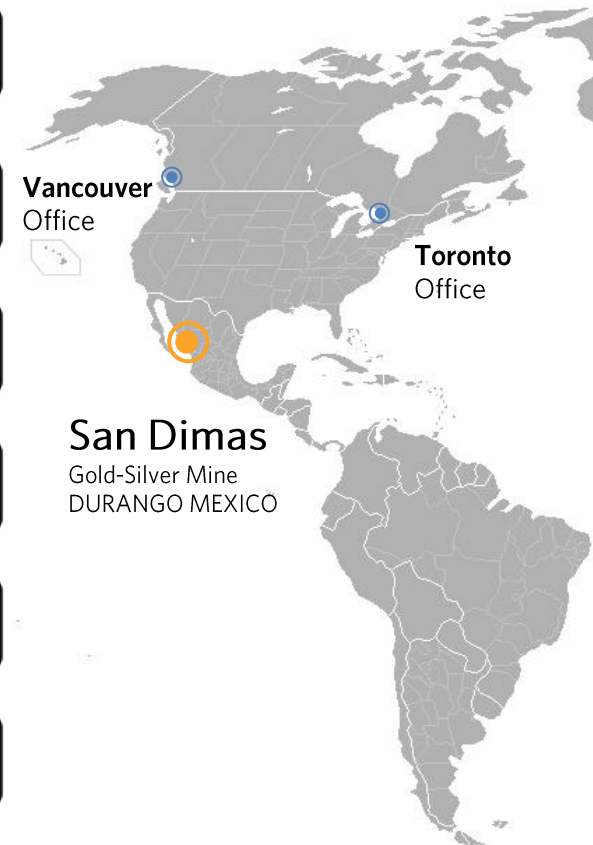 Vancouver
Office
Toronto
Office
San Dimas
Gold-Silver Mine
DURANGO MEXICO